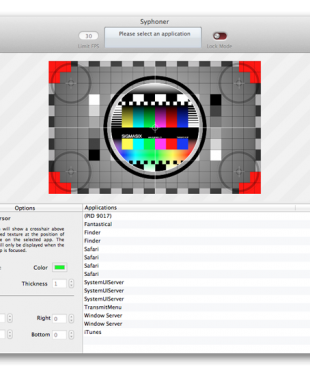 Syphoner
30
Limit FPS
Please select an application
Lock Mode
SIGMASIX
Options
Applications
(PID 9017)
Fantastical
Finder
Finder
Safari
Safari
Safari
Safari
SystemUIServer
SystemUIServer
SystemUIServer
TransmitMenu
Window Server
Window Server
iTunes
rsor
will show a crosshair above
ed texture at the position of
e on the selected app. The
ill only be displayed when the
p is focused.
Color
Thickness 1
Right 0
Bottom 0